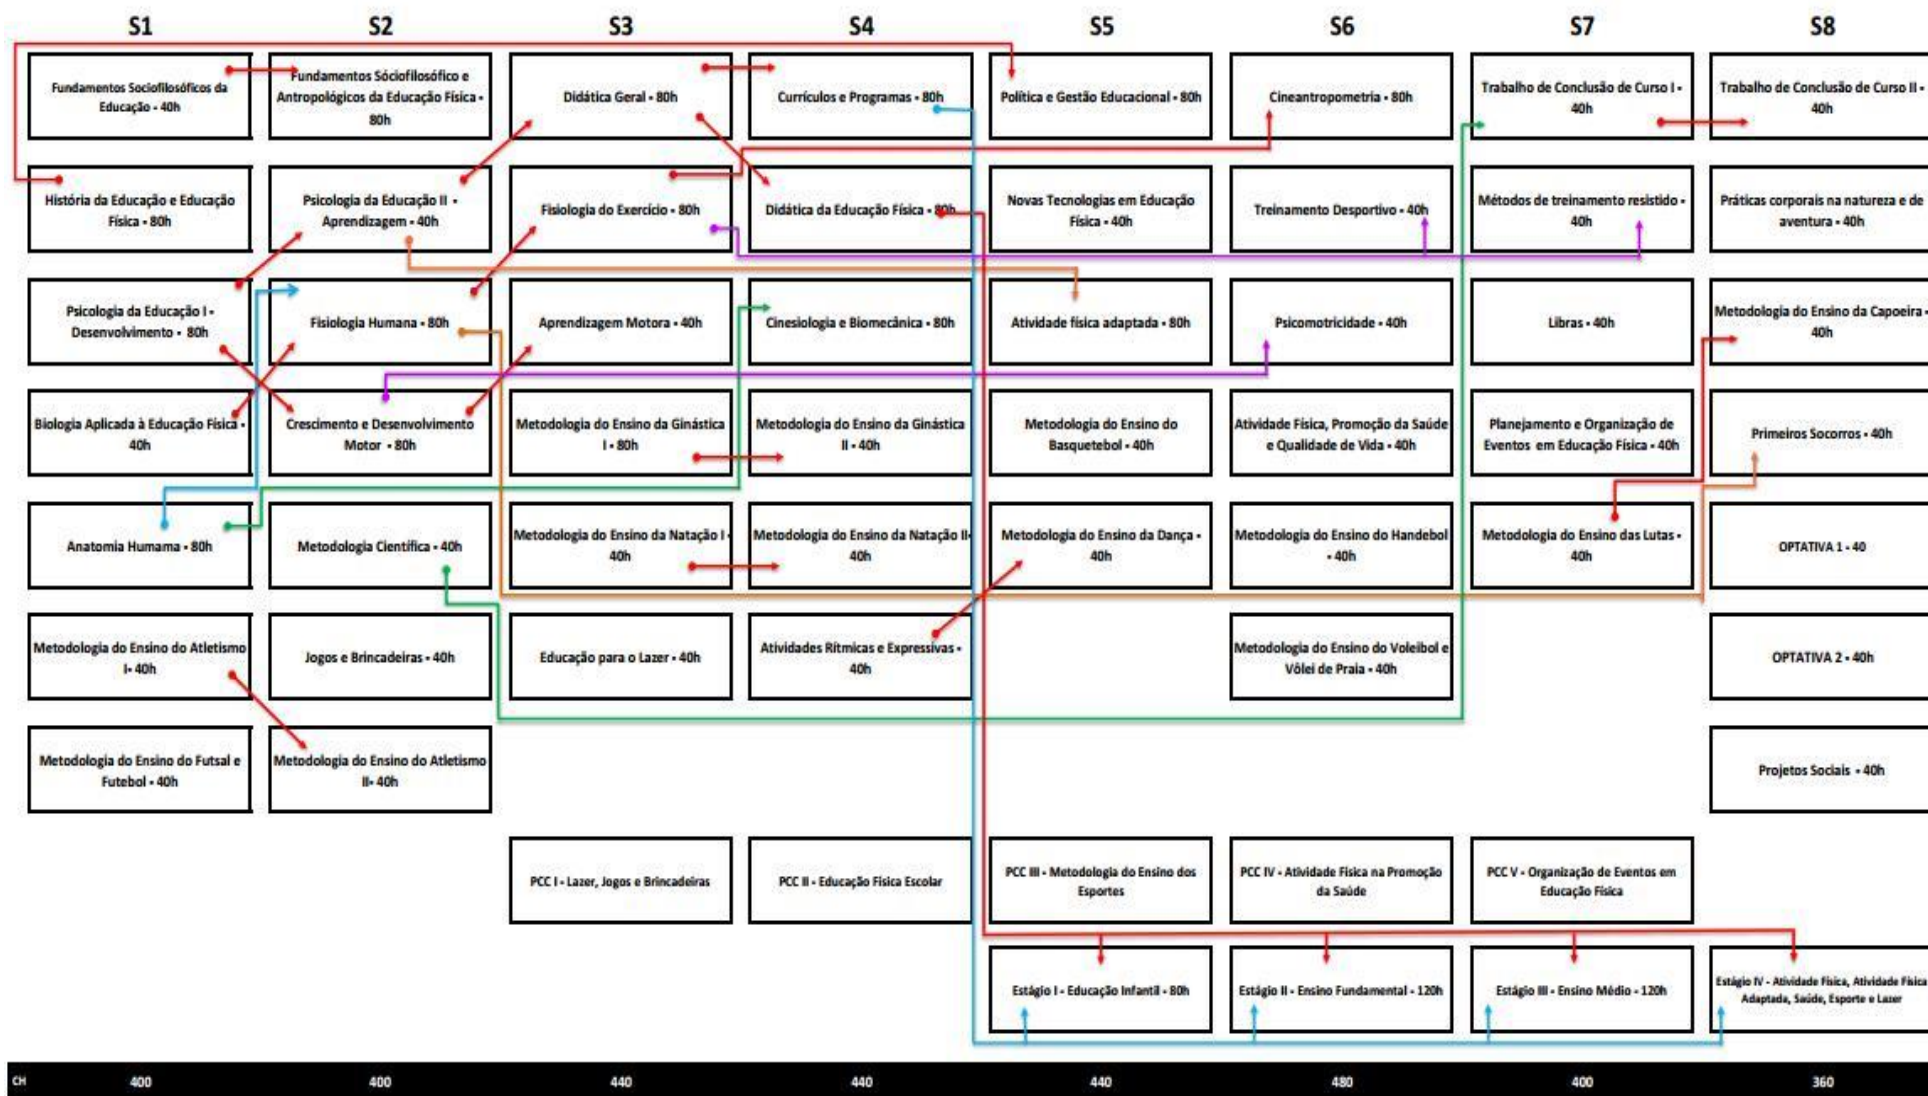 S1
S2
S3
S4
S5
S6
S7
S8
Fundamentos Sociofilosóficos da
Educação - 40h
Fundamentos Sóciofilosófico e
Antropológicos da Educação Física -
80h
Didática Geral - 80h
Currículos e Programas - 80h
Política e Gestão Educacional - 80h
Cineantropometria - 80h
Trabalho de Conclusão de Curso I -
40h
Trabalho de Conclusão de Curso II -
40h
História da Educação e Educação
Física - 80h
Psicologia da Educação II -
Aprendizagem - 40h
Fisiologia do Exercício - 80h
Didática da Educação Física - 80h
Novas Tecnologias em Educação
Física - 40h
Treinamento Desportivo - 40h
Métodos de treinamento resistido -
40h
Práticas corporais na natureza e de
aventura - 40h
Psicologia da Educação I -
Desenvolvimento - 80h
Fisiologia Humana - 80h
Aprendizagem Motora - 40h
Cinesiologia e Biomecânica - 80h
Atividade física adaptada - 80h
Psicomotricidade - 40h
Libras - 40h
Metodologia do Ensino da Capoeira -
40h
Biologia Aplicada à Educação Física -
40h
Crescimento e Desenvolvimento
Motor - 80h
Metodologia do Ensino da Ginástica
I - 80h
Metodologia do Ensino da Ginástica
II - 40h
Metodologia do Ensino do
Basquetebol - 40h
Atividade Física, Promoção da Saúde
e Qualidade de Vida - 40h
Planejamento e Organização de
Eventos em Educação Física - 40h
Primeiros Socorros - 40h
Anatomia Humama - 80h
Metodologia Científica - 40h
Metodologia do Ensino da Natação I -
40h
Metodologia do Ensino da Natação II-
40h
Metodologia do Ensino da Dança -
40h
Metodologia do Ensino do Handebol
- 40h
Metodologia do Ensino das Lutas -
40h
OPTATIVA 1 - 40
Metodologia do Ensino do Atletismo
I- 40h
Jogos e Brincadeiras - 40h
Educação para o Lazer - 40h
Atividades Rítmicas e Expressivas -
40h
Metodologia do Ensino do Voleibol e
Vôlei de Praia - 40h
OPTATIVA 2 - 40h
Metodologia do Ensino do Futsal e
Futebol - 40h
Metodologia do Ensino do Atletismo
II- 40h
Projetos Sociais - 40h
PCC I - Lazer, Jogos e Brincadeiras
PCC II - Educação Física Escolar
PCC III - Metodologia do Ensino dos
Esportes
PCC IV - Atividade Física na Promoção
da Saúde
PCC V - Organização de Eventos em
Educação Física
Estágio I - Educação Infantil - 80h
Estágio II - Ensino Fundamental - 120h
Estágio III - Ensino Médio - 120h
Estágio IV - Atividade Física, Atividade Física
Adaptada, Saúde, Esporte e Lazer
CH 400 400 440 440 440 480 400 360